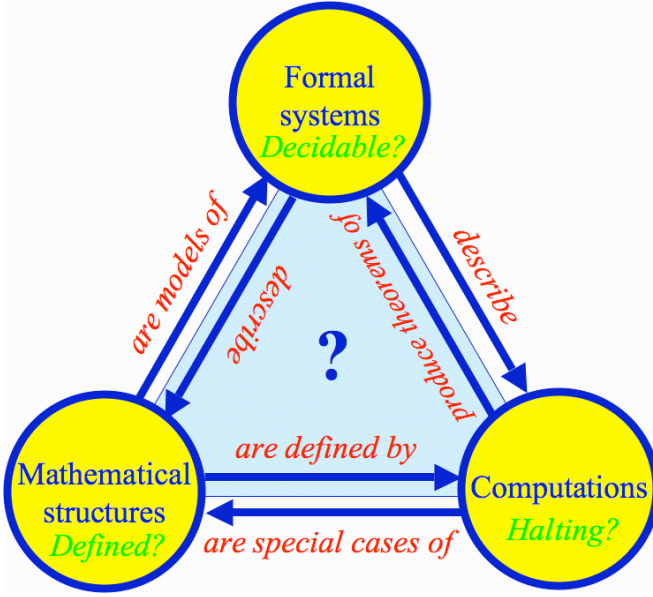 Formal
systems
Decidable?
are models of
describe
produce theorems of
describe
?
are defined by
Mathematical
structures
Defined?
Computations
Halting?
are special cases of